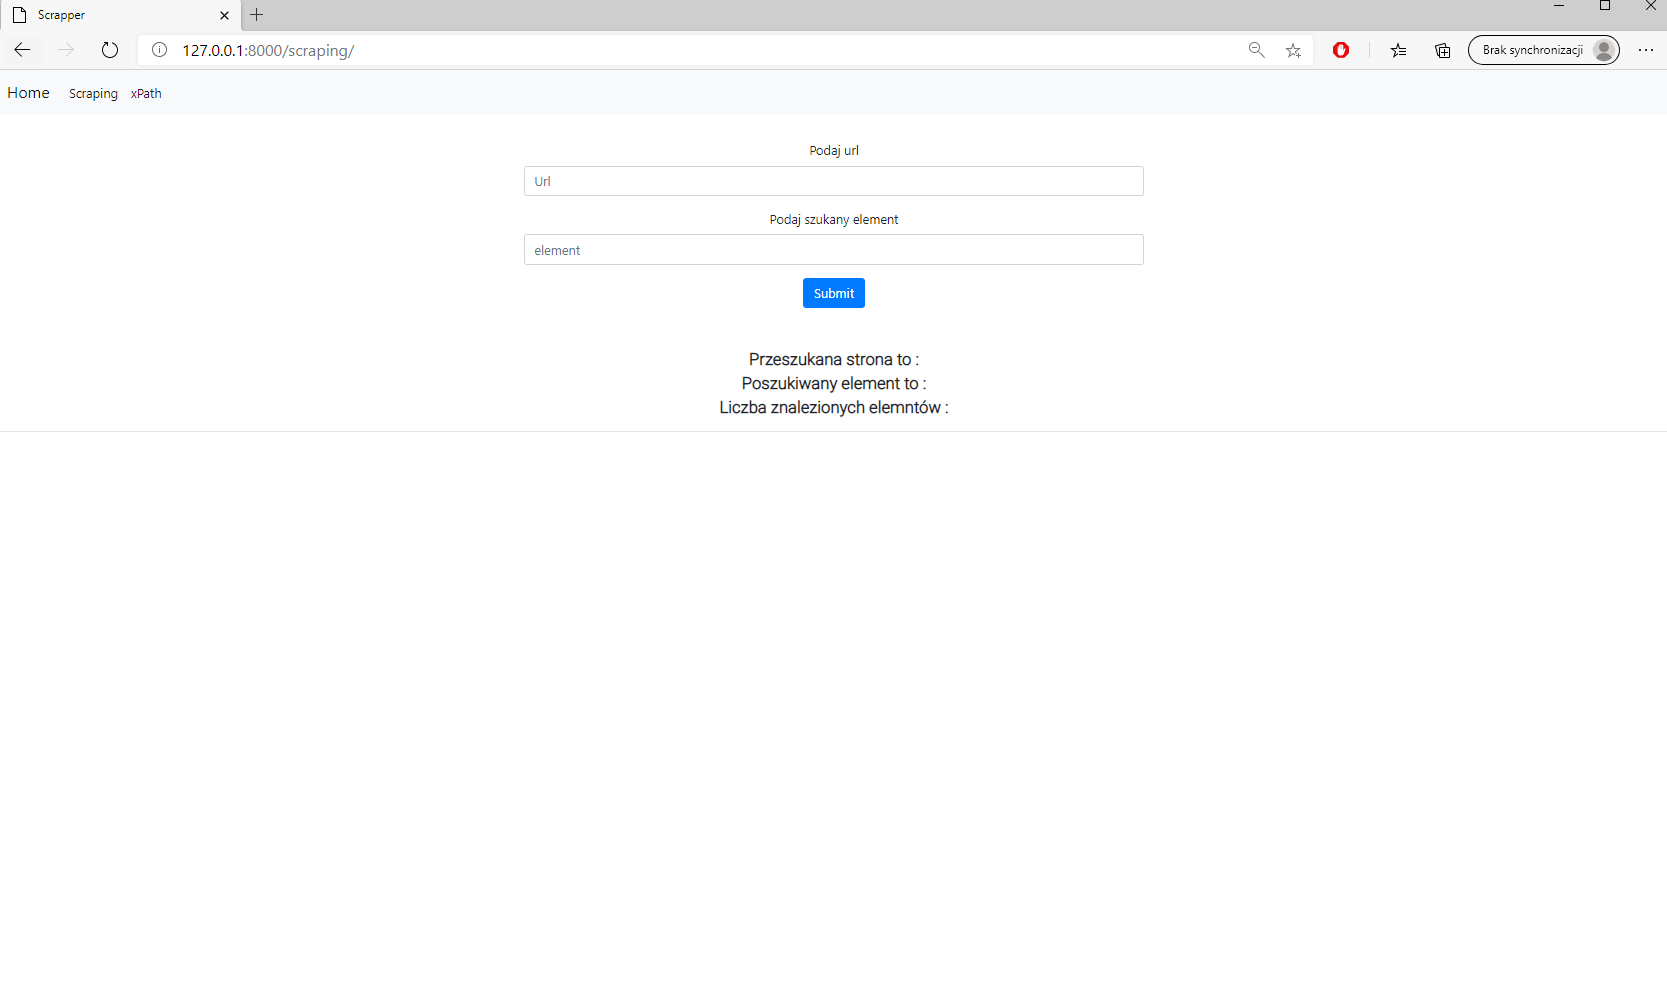 Scrapper
127.0.0.1:8000/scraping/
Brak synchronizacji
Home Scraping xPath
Podaj url
Url
Podaj szukany element
element
Submit
Przeszukana strona to :
Poszukiwany element to :
Liczba znalezionych elemntów :